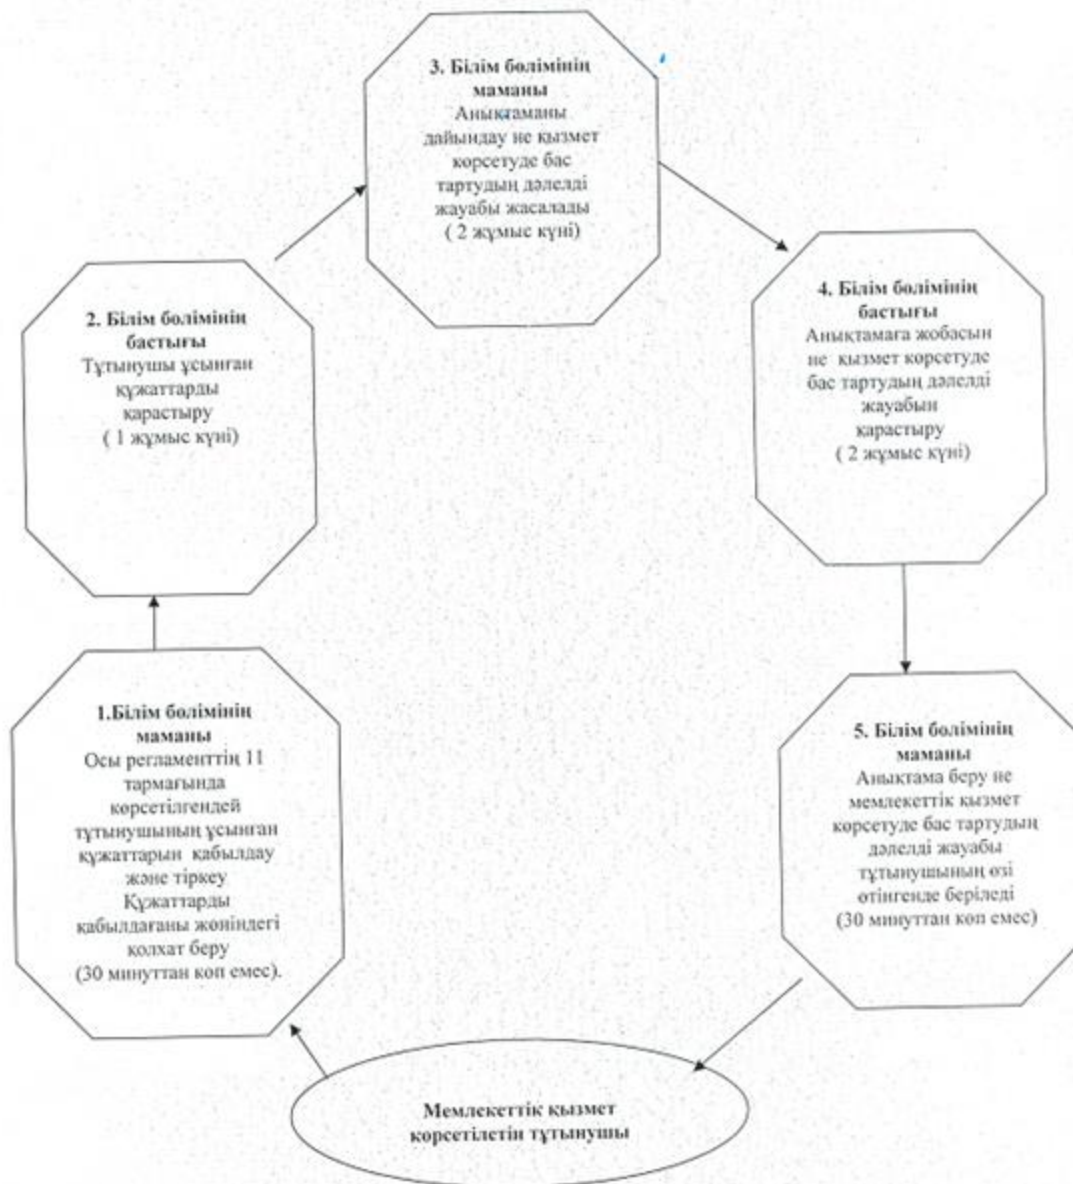 3. Білім бөлімінің
маманы
Анықтаманы
дайындау не қызмет
көрсетуде бас
тартудың дәлелді
жауабы жасалады
( 2 жұмыс күні)
2. Білім бөлімінің
бастығы
Тұтынушы ұсынған
құжаттарды
қарастыру
( 1 жұмыс күні)
4. Білім бөлімінің
бастығы
Анықтамаға жобасын
не қызмет көрсетуде
бас тартудың дәлелді
жауабын
қарастыру
( 2 жұмыс күні)
1.Білім бөлімінің
маманы
Осы регламенттің 11
тармағында
көрсетілгендей
тұтынушының ұсынған
құжаттарын қабылдау
және тіркеу
Құжаттарды
қабылдағаны жөніндегі
қолхат беру
(30 минуттан көп емес).
5. Білім бөлімінің
маманы
Анықтама беру не
мемлекеттік қызмет
көрсетуде бас тартудың
дәлелді жауабы
тұтынушының өзі
өтінгенде беріледі
(30 минуттан көп емес)
Мемлекеттік қызмет
көрсетілетін тұтынушы